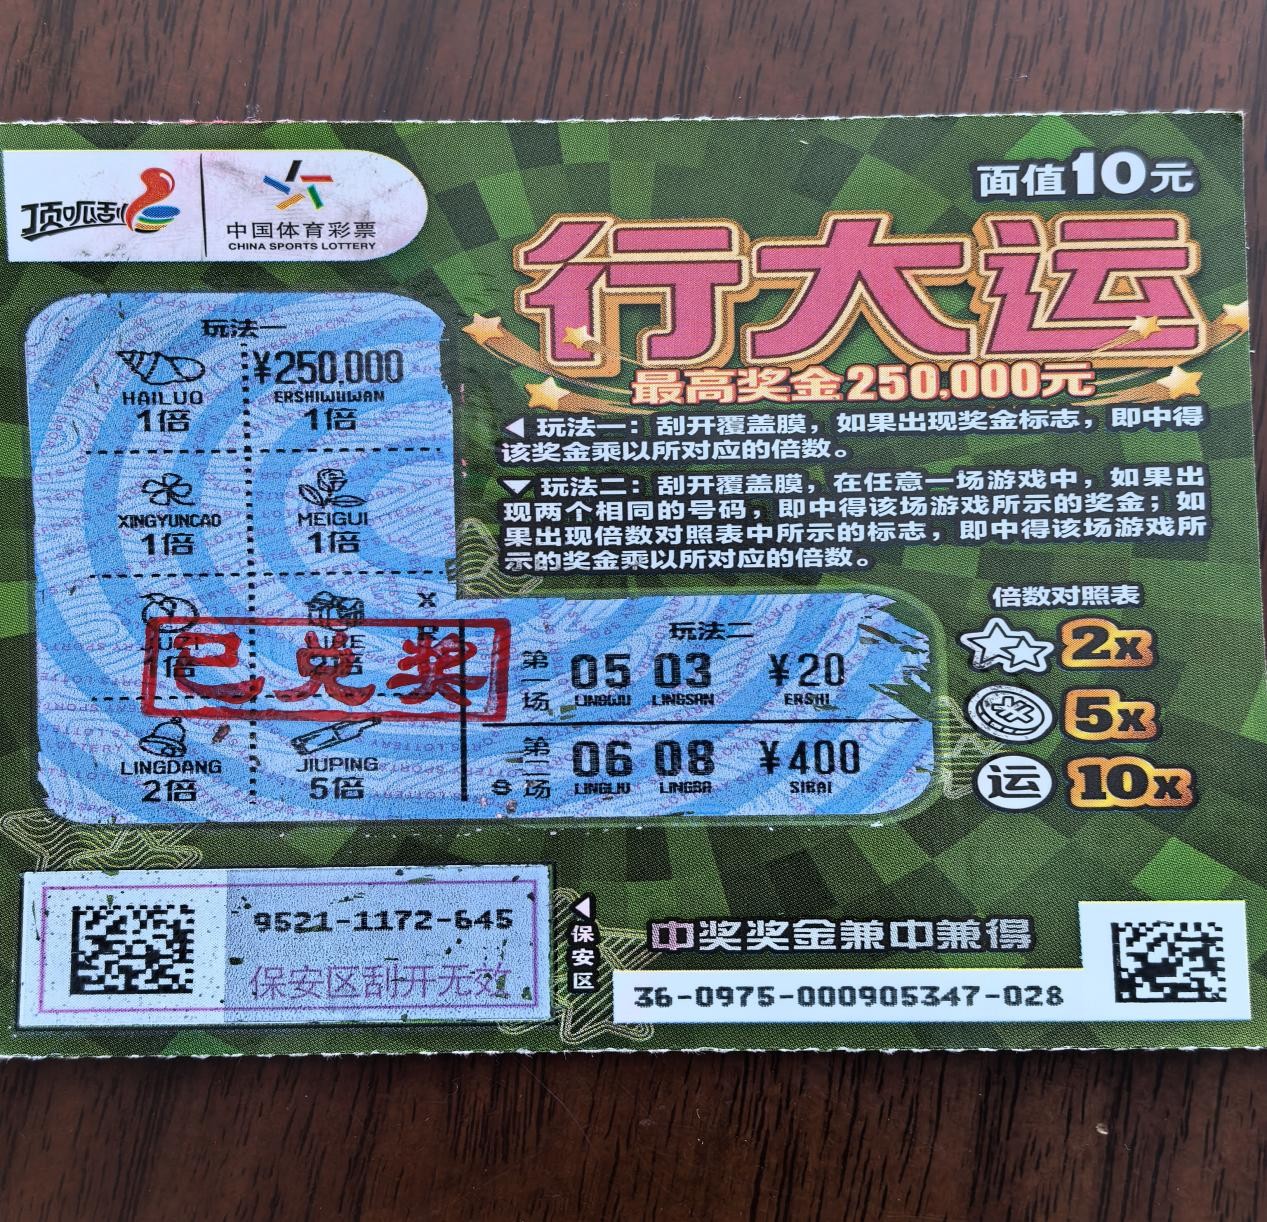 顶呱刮
中国体育彩票
CHINA SPORTS LOTTERY
面值10元
行大运
最高奖金250,000元
玩法一：刮开覆盖膜，如果出现奖金标志，即中得
该奖金乘以所对应的倍数。
玩法二：刮开覆盖膜，在任意一场游戏中，如果出
现两个相同的号码，即中得该场游戏所示的奖金；如
果出现倍数对照表中所示的标志，即中得该场游戏所
示的奖金乘以所对应的倍数。
玩法一
¥250,000
HAILUO ERSHIWUWAN
1倍 1倍
XINGYUNCAO MEIGUI
1倍 1倍
X
R
1倍 2倍
已兑奖
LINGDANG JIUPING
2倍 5倍
玩法二
第一场 05 03 ¥20
LINGWU LINGSAN ERSHI
第二场 06 08 ¥400
LINGLIU LINGBA SIBAI
S
倍数对照表
2x
5x
运 10x
9521-1172-645
保安区刮开无效
保安区
中奖奖金兼中兼得
36-0975-000905347-028